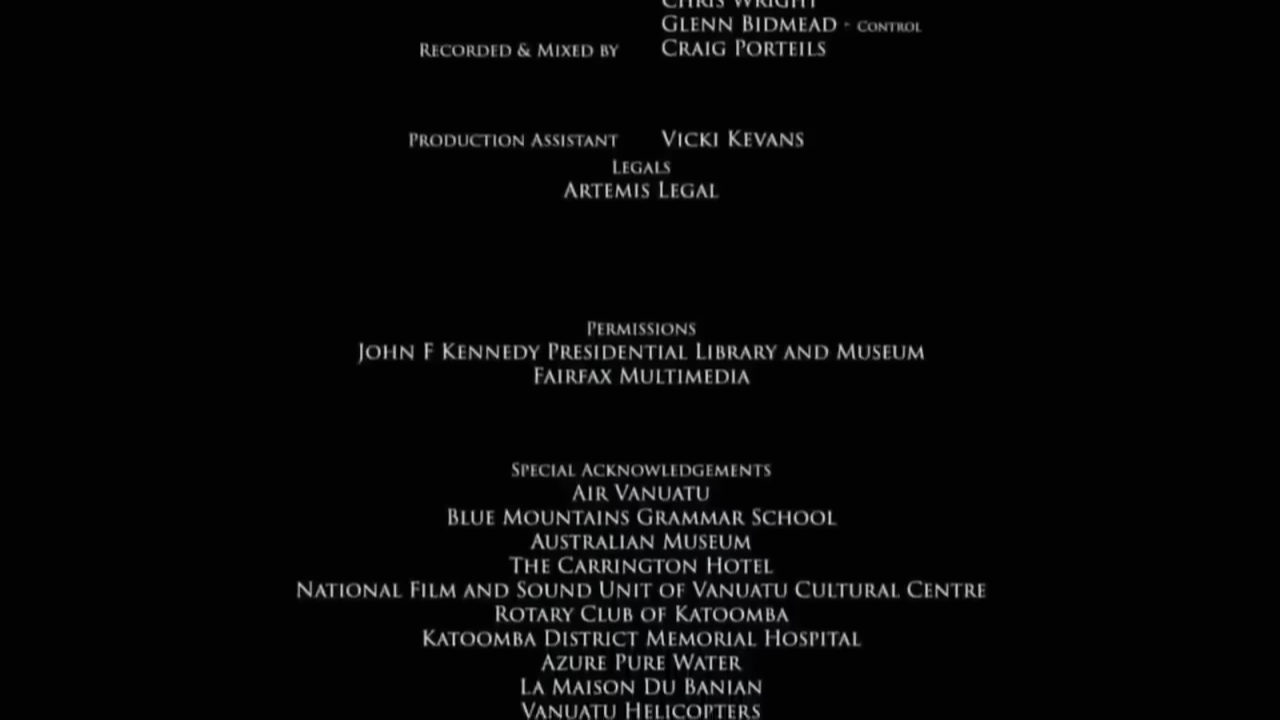 CHRIS WRIGHT
GLENN BIDMEAD - CONTROL
RECORDED & MIXED BY CRAIG PORTEILS
PRODUCTION ASSISTANT VICKI KEVANS
LEGALS
ARTEMIS LEGAL
PERMISSIONS
JOHN F KENNEDY PRESIDENTIAL LIBRARY AND MUSEUM
FAIRFAX MULTIMEDIA
SPECIAL ACKNOWLEDGEMENTS
AIR VANUATU
BLUE MOUNTAINS GRAMMAR SCHOOL
AUSTRALIAN MUSEUM
THE CARRINGTON HOTEL
NATIONAL FILM AND SOUND UNIT OF VANUATU CULTURAL CENTRE
ROTARY CLUB OF KATOOMBA
KATOOMBA DISTRICT MEMORIAL HOSPITAL
AZURE PURE WATER
LA MAISON DU BANIAN
VANUATU HELICOPTERS